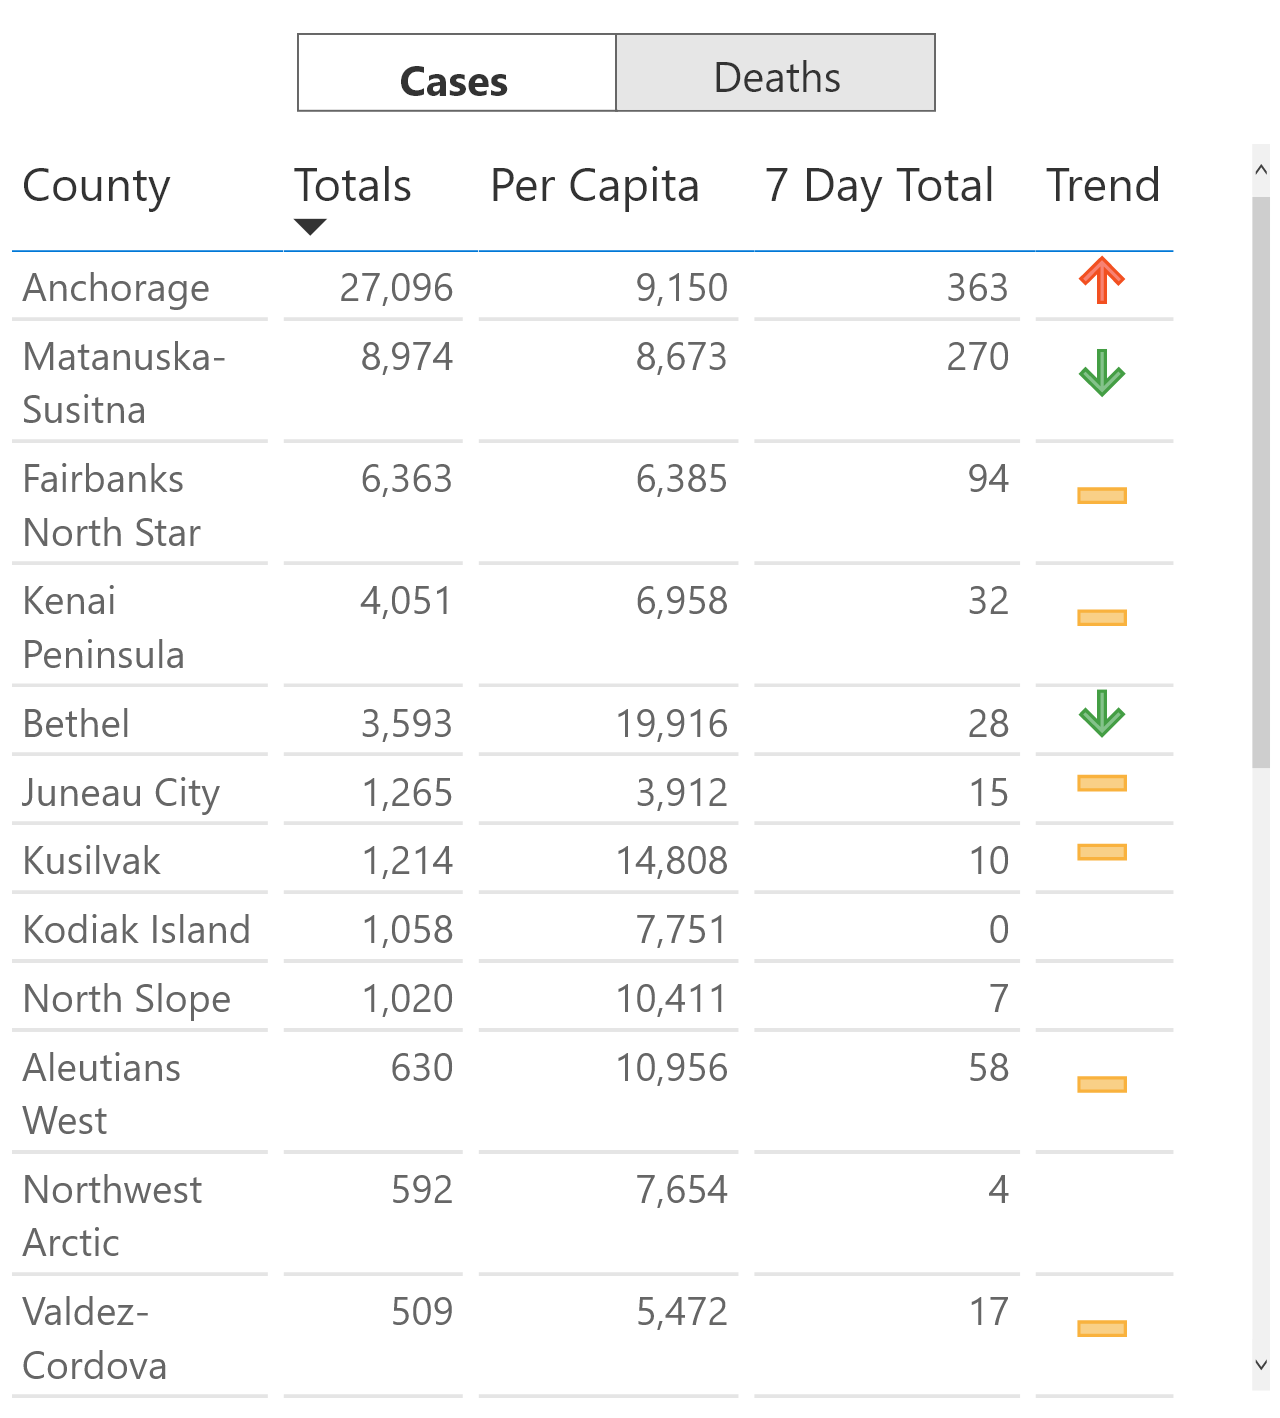 Cases Deaths
County Totals Per Capita 7 Day Total Trend
Anchorage 27,096 9,150 363
Matanuska- 8,974 8,673 270
Susitna
Fairbanks 6,363 6,385 94
North Star
Kenai 4,051 6,958 32
Peninsula
Bethel 3,593 19,916 28
Juneau City 1,265 3,912 15
Kusilvak 1,214 14,808 10
Kodiak Island 1,058 7,751 0
North Slope 1,020 10,411 7
Aleutians 630 10,956 58
West
Northwest 592 7,654 4
Arctic
Valdez- 509 5,472 17
Cordova